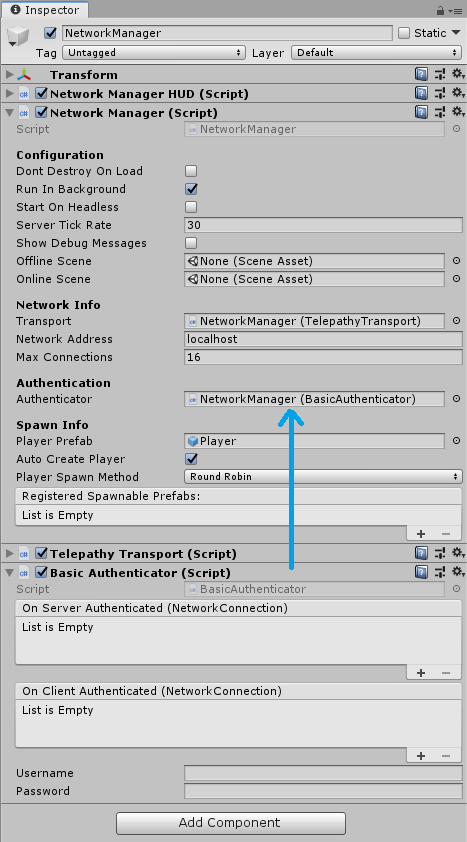 Inspector
NetworkManager Static
Tag Untagged Layer Default
Transform
Network Manager HUD (Script)
Network Manager (Script)
Script NetworkManager
Configuration
Dont Destroy On Load
Run In Background
Start On Headless
Server Tick Rate 30
Show Debug Messages
Offline Scene None (Scene Asset)
Online Scene None (Scene Asset)
Network Info
Transport NetworkManager (TelepathyTransport)
Network Address localhost
Max Connections 16
Authentication
Authenticator NetworkManager (BasicAuthenticator)
Spawn Info
Player Prefab Player
Auto Create Player
Player Spawn Method Round Robin
Registered Spawnable Prefabs:
List is Empty
Telepathy Transport (Script)
Basic Authenticator (Script)
Script BasicAuthenticator
On Server Authenticated (NetworkConnection)
List is Empty
On Client Authenticated (NetworkConnection)
List is Empty
Username
Password
Add Component